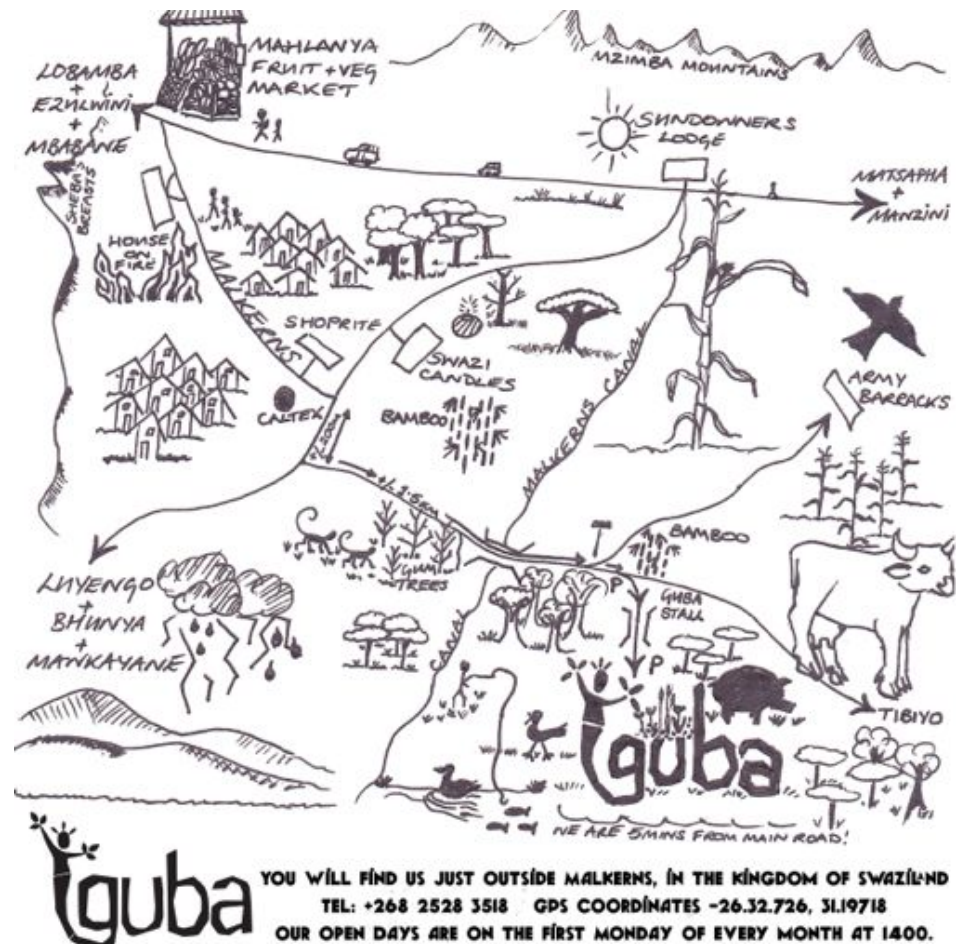 MAHLANYA
FRUIT + VEG
MARKET
MZIMBA MOUNTAINS
LOBAMBA
+
EZULWINI
+
MBABANE
SUNDOWNERS
LODGE
MATSAPHA
+
MANZINI
SHEBA'S
BREASTS
HOUSE
ON
FIRE
MALKERNS
SHOPRITE
SWAZI
CANDLES
CALTEX
BAMBOO
MALKERNS CANAL
ARMY
BARRACKS
+/- 200m
+/- 3.5 KM
GUM
TREES
BAMBOO
P
GUBA
STALL
P
LUYENGO
+
BHUNYA
+
MANKAYANE
CANAL
TIBIYO
guba
WE ARE 5MINS FROM MAIN ROAD!
guba
YOU WILL FIND US JUST OUTSIDE MALKERNS, IN THE KINGDOM OF SWAZILAND
TEL: +268 2528 3518 GPS COORDINATES -26.32.726, 31.19718
OUR OPEN DAYS ARE ON THE FIRST MONDAY OF EVERY MONTH AT 1400.